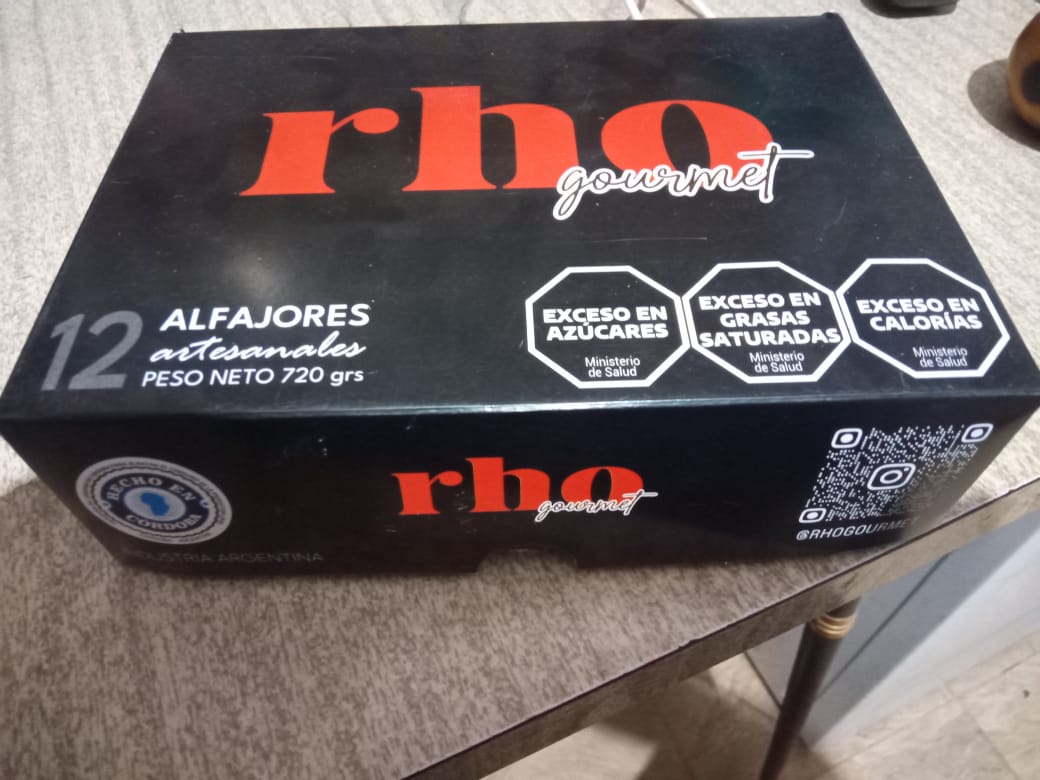 rho
gourmet
12
ALFAJORES
artesanales
PESO NETO 720 grs
EXCESO EN
AZÚCARES
Ministerio
de Salud
EXCESO EN
GRASAS
SATURADAS
Ministerio
de Salud
EXCESO EN
CALORÍAS
Ministerio
de Salud
HECHO EN
CORDOBA
rho
gourmet
@RHOGOURMET
INDUSTRIA ARGENTINA